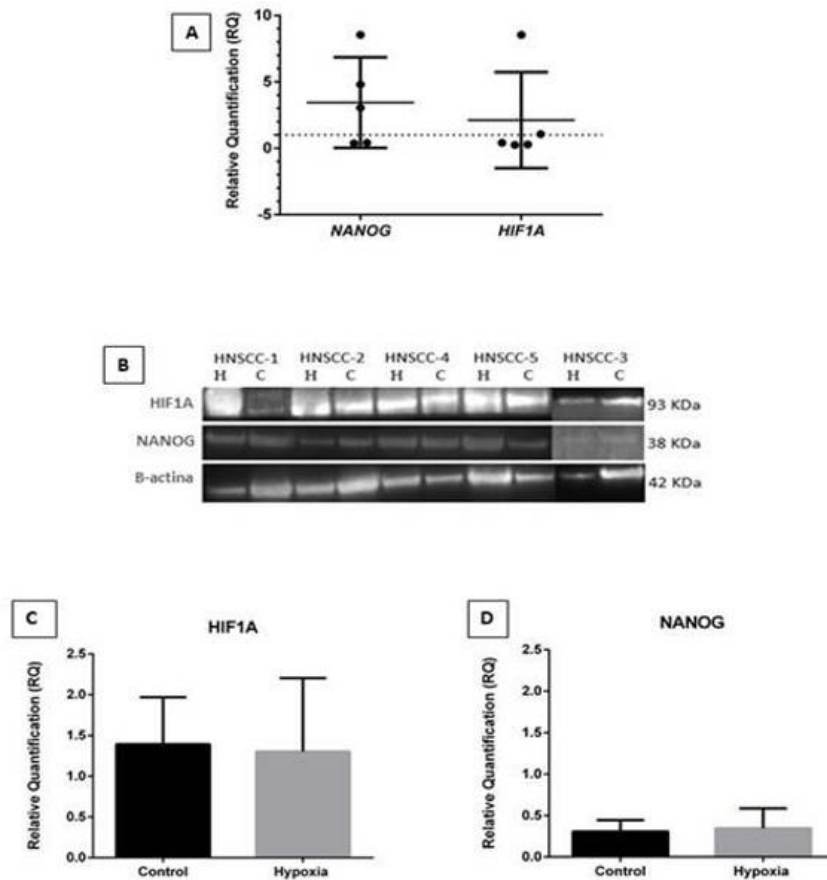 A
Relative Quantification (RQ)
10
5
0
-5
NANOG HIF1A
B
HNSCC-1 HNSCC-2 HNSCC-4 HNSCC-5 HNSCC-3
H C H C H C H C H C
HIF1A 93 KDa
NANOG 38 KDa
B-actina 42 KDa
C
HIF1A
Relative Quantification (RQ)
2.5
2.0
1.5
1.0
0.5
0.0
Control Hypoxia
D
NANOG
Relative Quantification (RQ)
2.5
2.0
1.5
1.0
0.5
0.0
Control Hypoxia